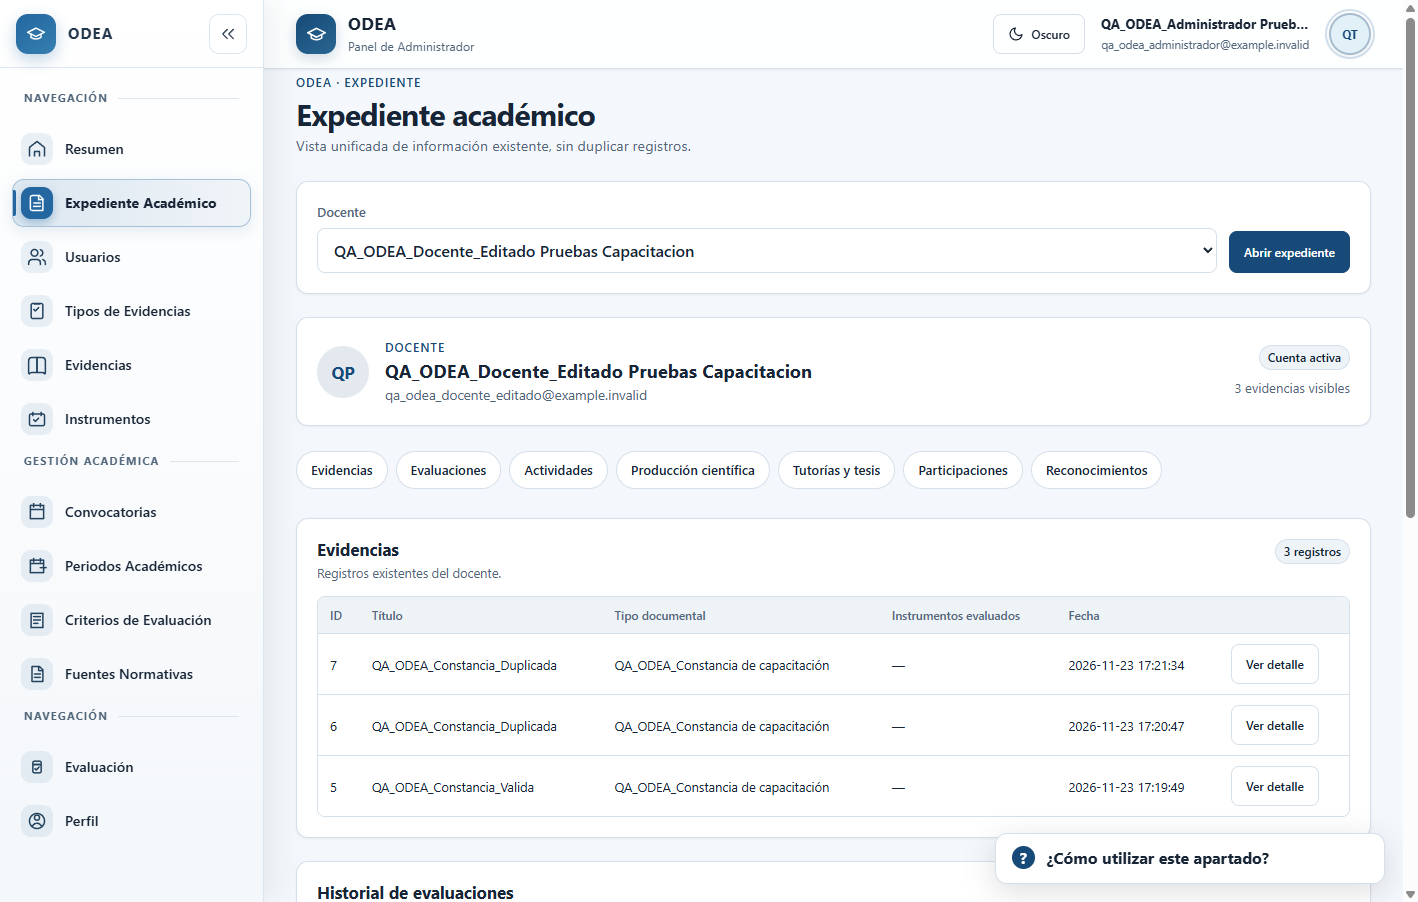 ODEA
NAVEGACIÓN
Resumen
Expediente Académico
Usuarios
Tipos de Evidencias
Evidencias
Instrumentos
GESTIÓN ACADÉMICA
Convocatorias
Periodos Académicos
Criterios de Evaluación
Fuentes Normativas
NAVEGACIÓN
Evaluación
Perfil
ODEA
Panel de Administrador
Oscuro
QA_ODEA_Administrador Prueb...
qa_odea_administrador@example.invalid
QT
ODEA · EXPEDIENTE
Expediente académico
Vista unificada de información existente, sin duplicar registros.
Docente
QA_ODEA_Docente_Editado Pruebas Capacitacion
Abrir expediente
QP
DOCENTE
QA_ODEA_Docente_Editado Pruebas Capacitacion
qa_odea_docente_editado@example.invalid
Cuenta activa
3 evidencias visibles
Evidencias Evaluaciones Actividades Producción científica Tutorías y tesis Participaciones Reconocimientos
Evidencias
Registros existentes del docente.
3 registros
ID Título Tipo documental Instrumentos evaluados Fecha
7 QA_ODEA_Constancia_Duplicada QA_ODEA_Constancia de capacitación — 2026-11-23 17:21:34 Ver detalle
6 QA_ODEA_Constancia_Duplicada QA_ODEA_Constancia de capacitación — 2026-11-23 17:20:47 Ver detalle
5 QA_ODEA_Constancia_Valida QA_ODEA_Constancia de capacitación — 2026-11-23 17:19:49 Ver detalle
? ¿Cómo utilizar este apartado?
Historial de evaluaciones